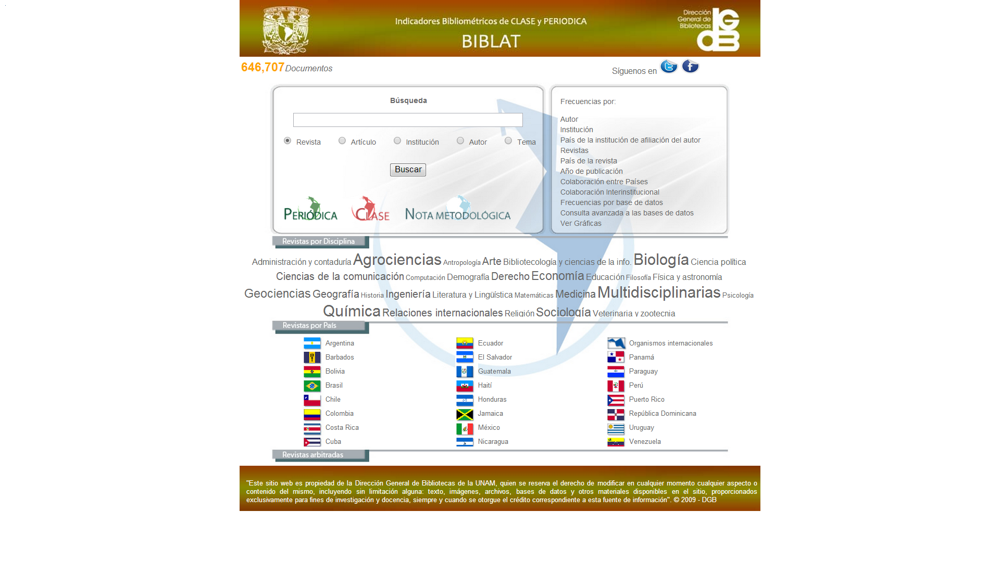 Indicadores Bibliométricos de CLASE y PERIODICA
BIBLAT
Dirección
General de
Bibliotecas
DGB
646,707 Documentos
Síguenos en
Búsqueda
Revista Artículo Institución Autor Tema
Buscar
PERIÓDICA CLASE NOTA METODOLÓGICA
Frecuencias por:
Autor
Institución
País de la institución de afiliación del autor
Revistas
País de la revista
Año de publicación
Colaboración entre Países
Colaboración Interinstitucional
Frecuencias por base de datos
Consulta avanzada a las bases de datos
Ver Gráficas
Revistas por Disciplina
Administración y contaduría Agrociencias Antropología Arte Bibliotecología y ciencias de la info. Biología Ciencia política
Ciencias de la comunicación Computación Demografía Derecho Economía Educación Filosofía Física y astronomía
Geociencias Geografía Historia Ingeniería Literatura y Lingüística Matemáticas Medicina Multidisciplinarias Psicología
Química Relaciones internacionales Religión Sociología Veterinaria y zootecnia
Revistas por País
Argentina Ecuador Organismos internacionales
Barbados El Salvador Panamá
Bolivia Guatemala Paraguay
Brasil Haití Perú
Chile Honduras Puerto Rico
Colombia Jamaica República Dominicana
Costa Rica México Uruguay
Cuba Nicaragua Venezuela
Revistas arbitradas
"Este sitio web es propiedad de la Dirección General de Bibliotecas de la UNAM, quien se reserva el derecho de modificar en cualquier momento cualquier aspecto o
contenido del mismo, incluyendo sin limitación alguna: texto, imágenes, archivos, bases de datos y otros materiales disponibles en el sitio, proporcionados
exclusivamente para fines de investigación y docencia, siempre y cuando se otorgue el crédito correspondiente a esta fuente de información". © 2009 - DGB